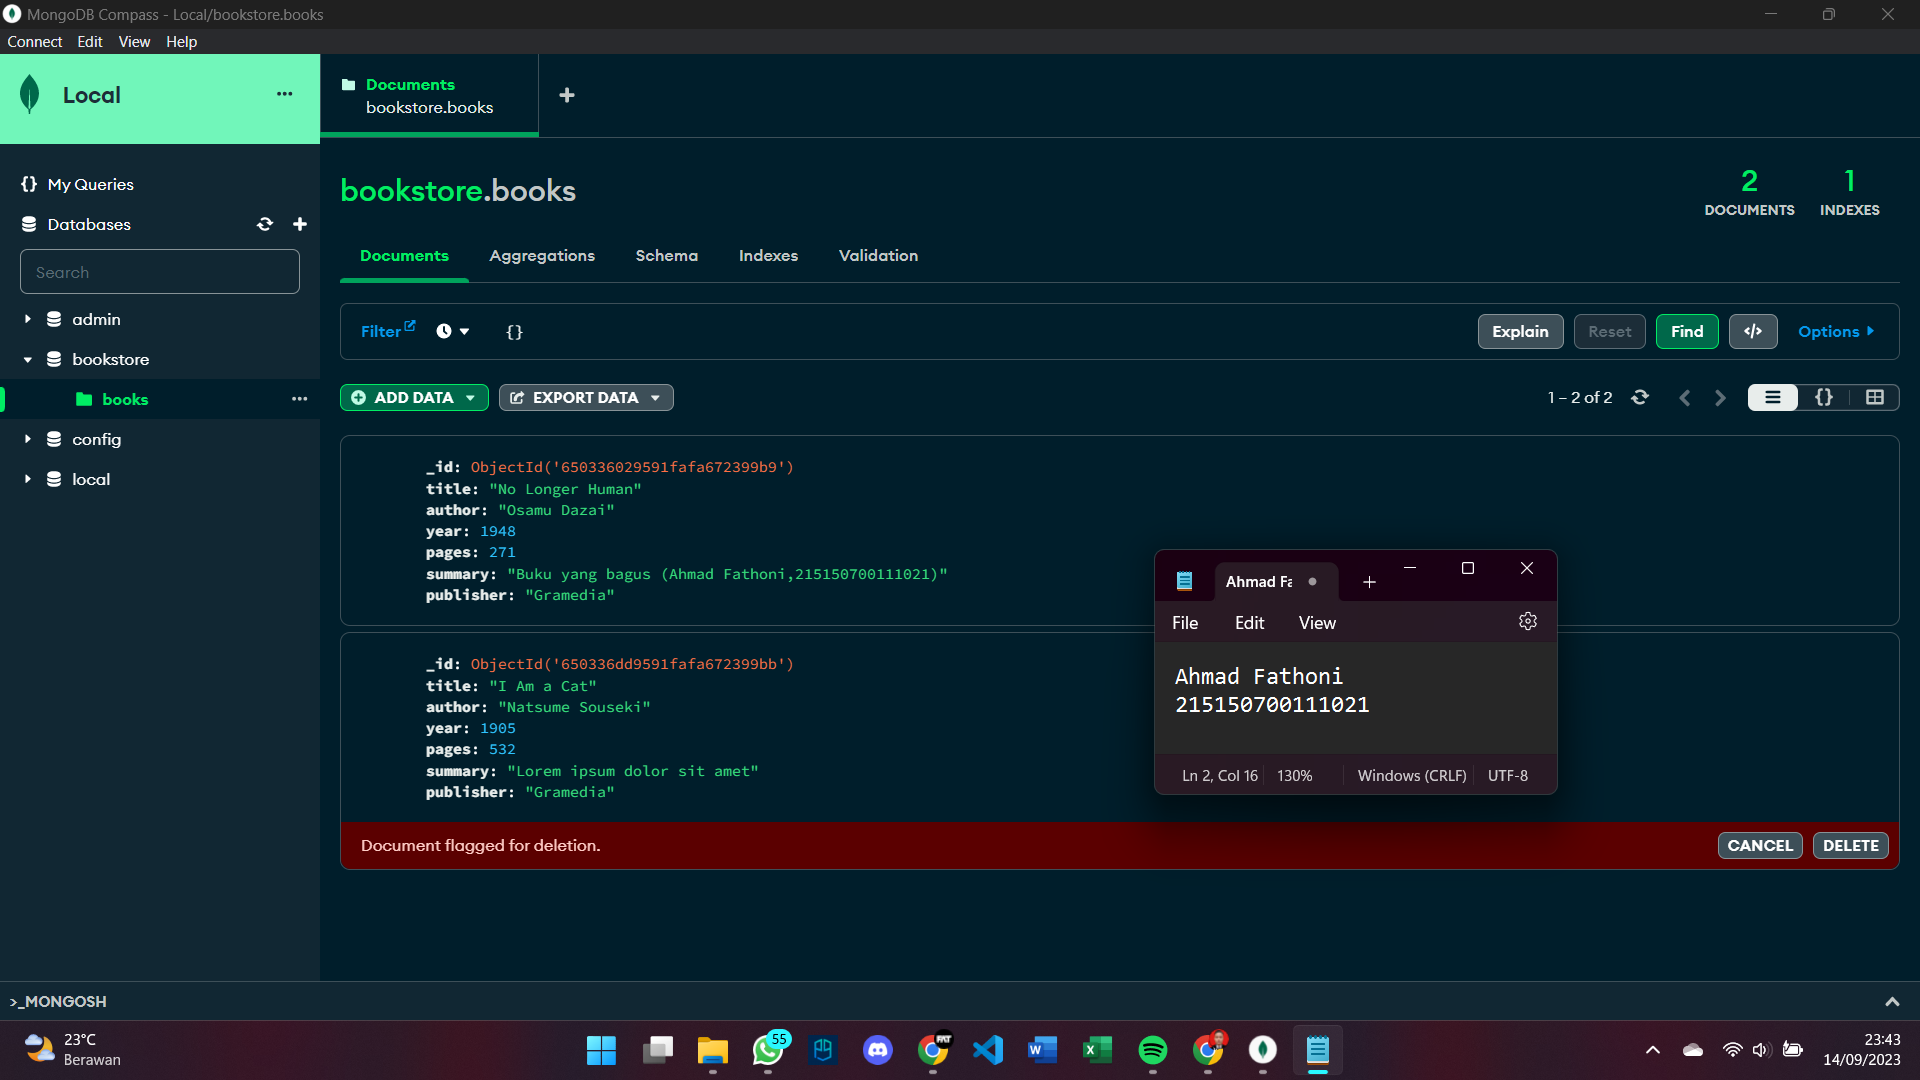 MongoDB Compass - Local/bookstore.books
Connect Edit View Help
Local
Documents
bookstore.books
My Queries
Databases
Search
admin
bookstore
books
config
local
bookstore.books
2
DOCUMENTS
1
INDEXES
Documents Aggregations Schema Indexes Validation
Filter {} Explain Reset Find </> Options
ADD DATA EXPORT DATA 1 – 2 of 2 {}
_id: ObjectId('650336029591fafa672399b9')
title: "No Longer Human"
author: "Osamu Dazai"
year: 1948
pages: 271
summary: "Buku yang bagus (Ahmad Fathoni,215150700111021)"
publisher: "Gramedia"
_id: ObjectId('650336dd9591fafa672399bb')
title: "I Am a Cat"
author: "Natsume Souseki"
year: 1905
pages: 532
summary: "Lorem ipsum dolor sit amet"
publisher: "Gramedia"
Document flagged for deletion. CANCEL DELETE
Ahmad Fa
File Edit View
Ahmad Fathoni
215150700111021
Ln 2, Col 16 130% Windows (CRLF) UTF-8
>_MONGOSH
23°C
Berawan
55
FAT
23:43
14/09/2023